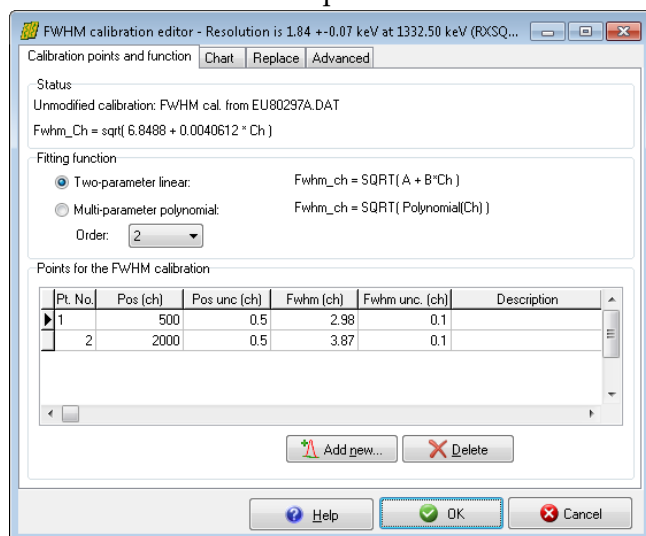 FWHM calibration editor - Resolution is 1.84 +-0.07 keV at 1332.50 keV (RXSQ...
Calibration points and function Chart Replace Advanced
Status
Unmodified calibration: FWHM cal. from EU80297A.DAT
Fwhm_Ch = sqrt( 6.8488 + 0.0040612 * Ch )
Fitting function
Two-parameter linear: Fwhm_ch = SQRT( A + B*Ch )
Multi-parameter polynomial: Fwhm_ch = SQRT( Polynomial(Ch) )
Order: 2
Points for the FWHM calibration
Pt. No. Pos (ch) Pos unc (ch) Fwhm (ch) Fwhm unc. (ch) Description
1 500 0.5 2.98 0.1
2 2000 0.5 3.87 0.1
Add new... Delete
Help OK Cancel